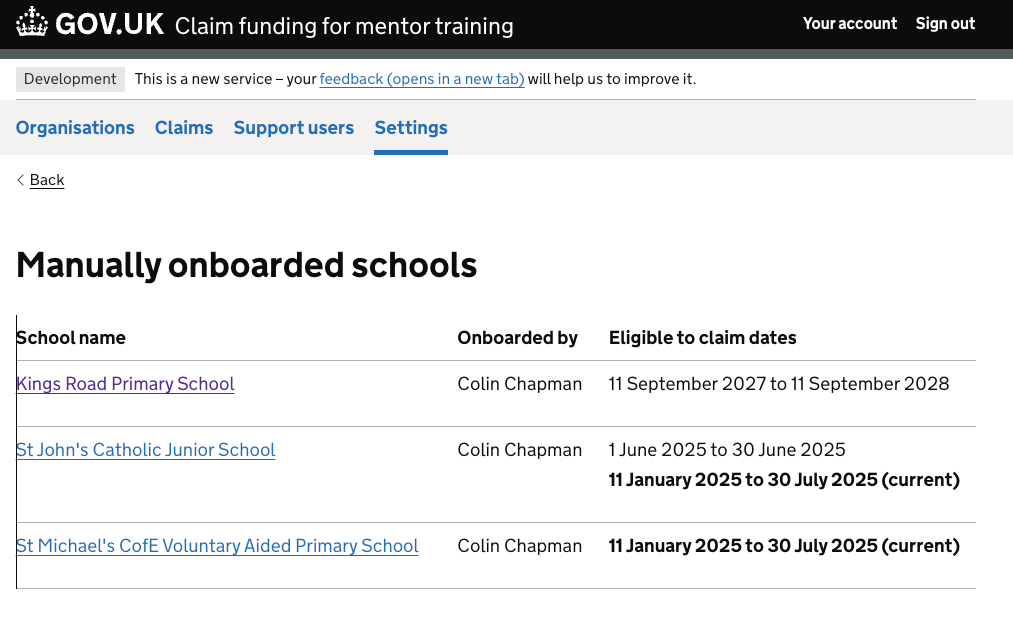 GOV.UK Claim funding for mentor training Your account Sign out
Development This is a new service – your feedback (opens in a new tab) will help us to improve it.
Organisations Claims Support users Settings
Back
Manually onboarded schools
School name Onboarded by Eligible to claim dates
Kings Road Primary School Colin Chapman 11 September 2027 to 11 September 2028
St John's Catholic Junior School Colin Chapman 1 June 2025 to 30 June 2025
11 January 2025 to 30 July 2025 (current)
St Michael's CofE Voluntary Aided Primary School Colin Chapman 11 January 2025 to 30 July 2025 (current)